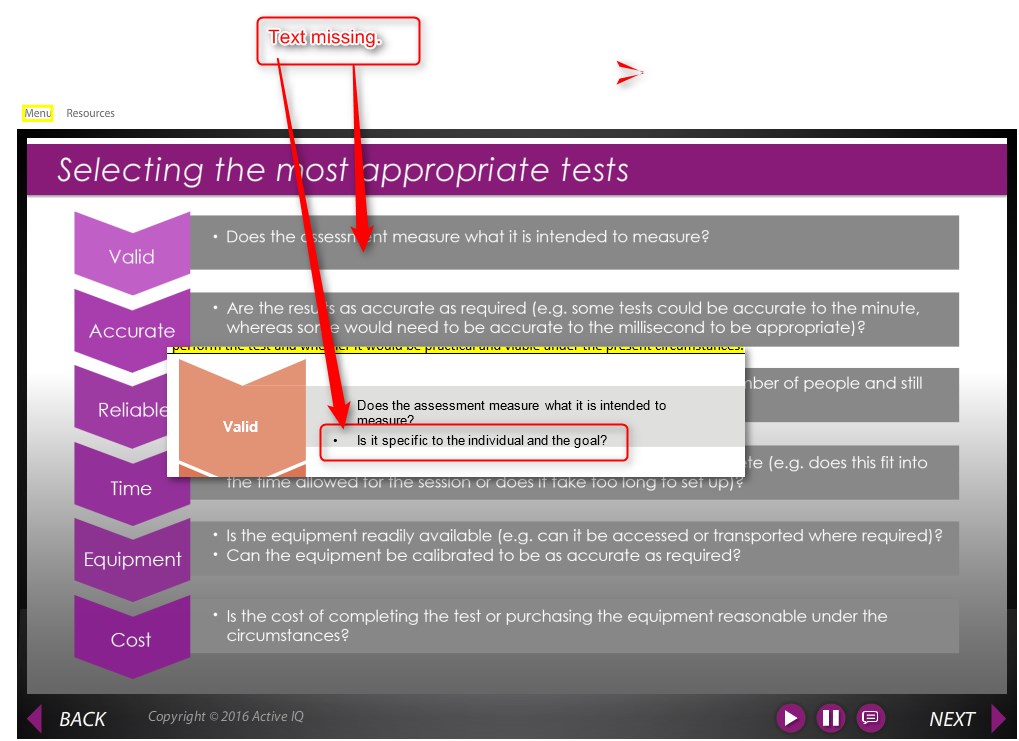 Text missing.
Menu Resources
Selecting the most appropriate tests
Valid
• Does the assessment measure what it is intended to measure?
Accurate
• Are the results as accurate as required (e.g. some tests could be accurate to the minute,
whereas some would need to be accurate to the millisecond to be appropriate)?
perform the test and whether it would be practical and viable under the present circumstances.
Reliable
number of people and still
Valid
Does the assessment measure what it is intended to
measure?
• Is it specific to the individual and the goal?
Time
(e.g. does this fit into
the time allowed for the session or does it take too long to set up)?
Equipment
• Is the equipment readily available (e.g. can it be accessed or transported where required)?
• Can the equipment be calibrated to be as accurate as required?
Cost
• Is the cost of completing the test or purchasing the equipment reasonable under the
circumstances?
BACK
Copyright © 2016 Active IQ
NEXT